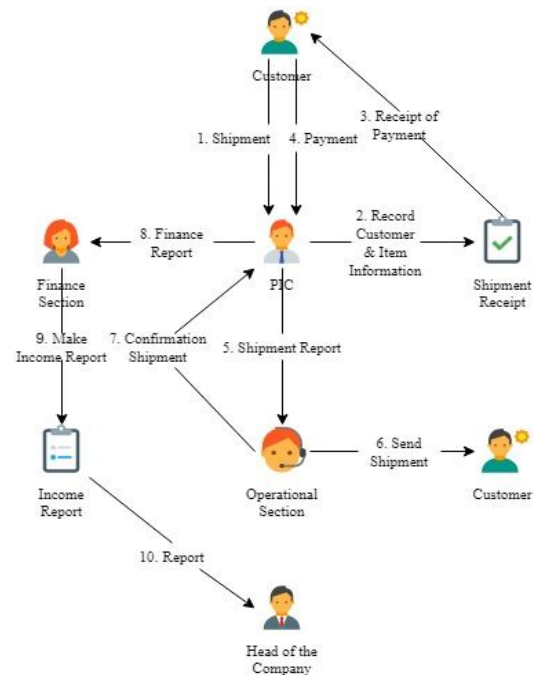 Customer
3. Receipt of
Payment
1. Shipment
4. Payment
8. Finance
Report
2. Record
Customer
& Item
Information
Finance
Section
PIC
Shipment
Receipt
9. Make
Income Report
7. Confirmation
Shipment
5. Shipment Report
6. Send
Shipment
Income
Report
Operational
Section
Customer
10. Report
Head of the
Company